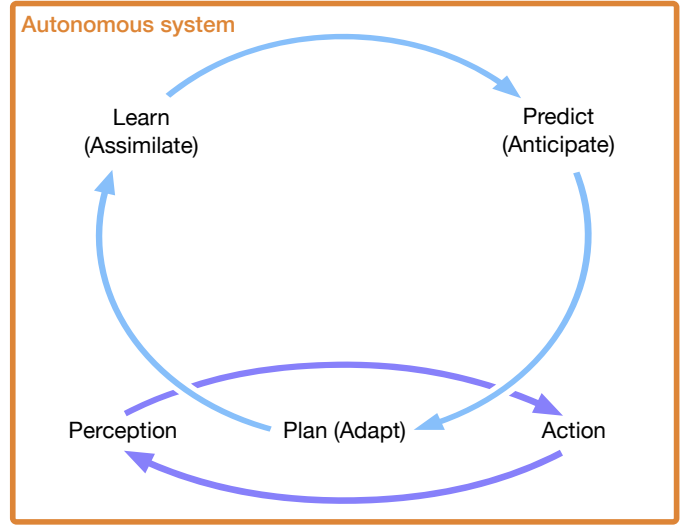 Autonomous system
Learn
(Assimilate)
Predict
(Anticipate)
Perception
Plan (Adapt)
Action